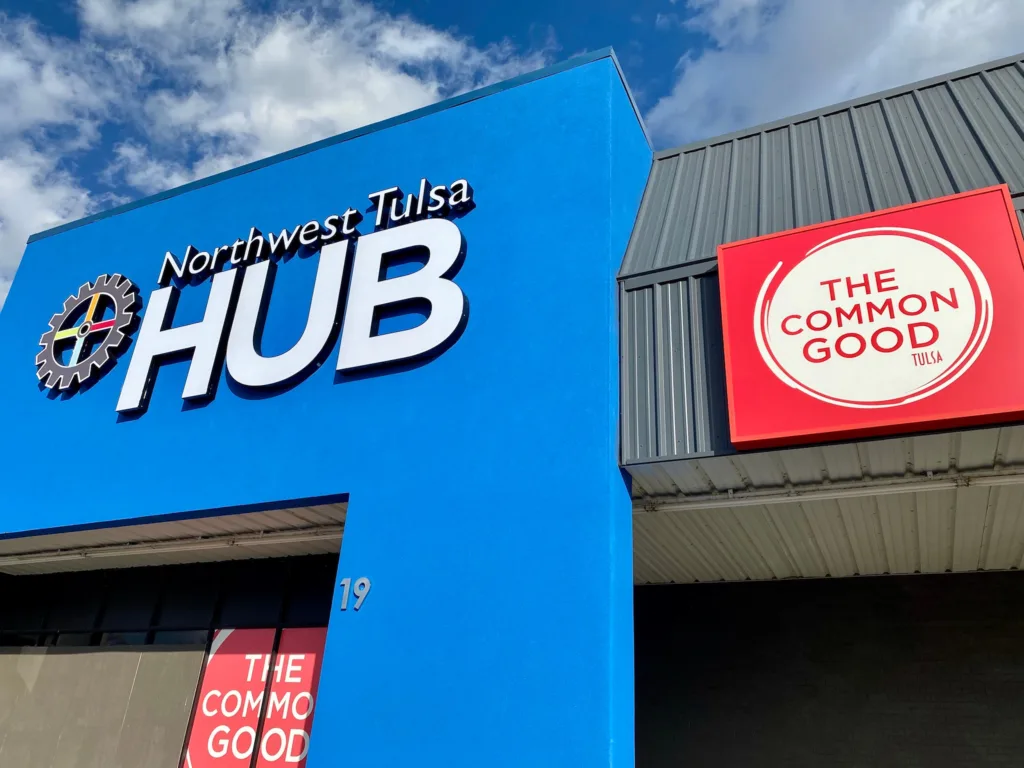 Northwest Tulsa
HUB
THE
COMMON
GOOD
TULSA
19
THE
COMMO
GOOD